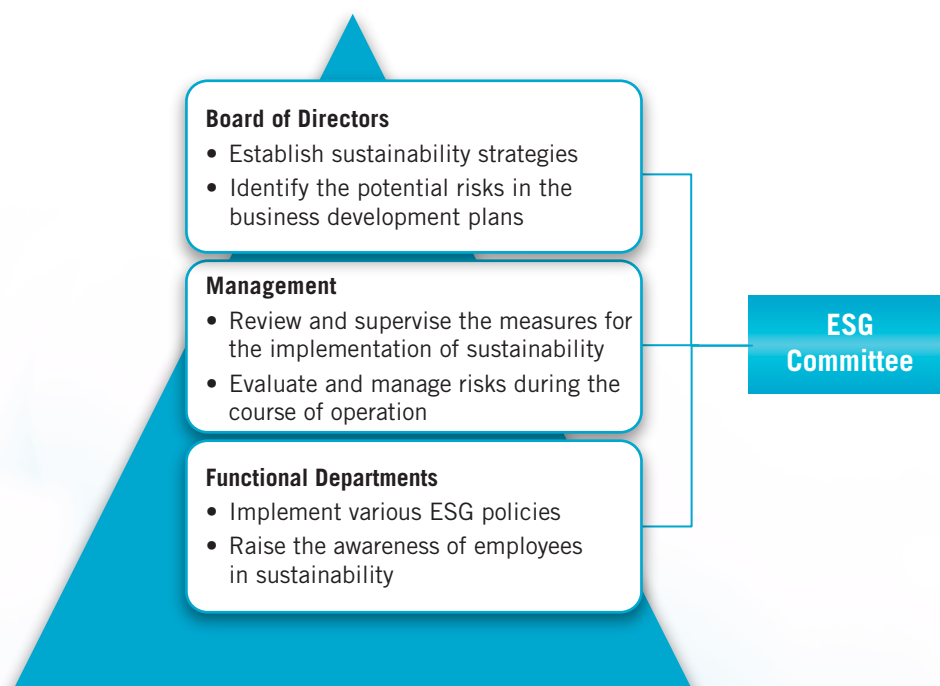 Board of Directors
• Establish sustainability strategies
• Identify the potential risks in the
business development plans
Management
• Review and supervise the measures for
the implementation of sustainability
• Evaluate and manage risks during the
course of operation
Functional Departments
• Implement various ESG policies
• Raise the awareness of employees
in sustainability
ESG
Committee